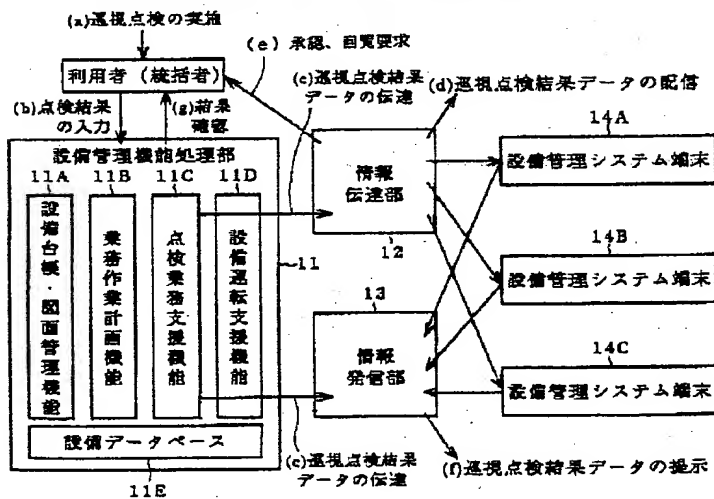 (a)巡視点検の実施
(e) 承認、回覧要求
利用者(統括者)
(c)巡視点検結果
データの伝達
(d)巡視点検結果データの配信
(b)点検結果
の入力
(g)結果
確認
設備管理機能処理部
11A
11B
11C
11D
設備台帳・図面管理機能
業務作業計画機能
点検業務支援機能
設備運転支援機能
設備データベース
11E
11
情報
伝達部
12
13
情報
発信部
14A
設備管理システム端末
14B
設備管理システム端末
14C
設備管理システム端末
(c)巡視点検結果
データの伝達
(f)巡視点検結果データの提示